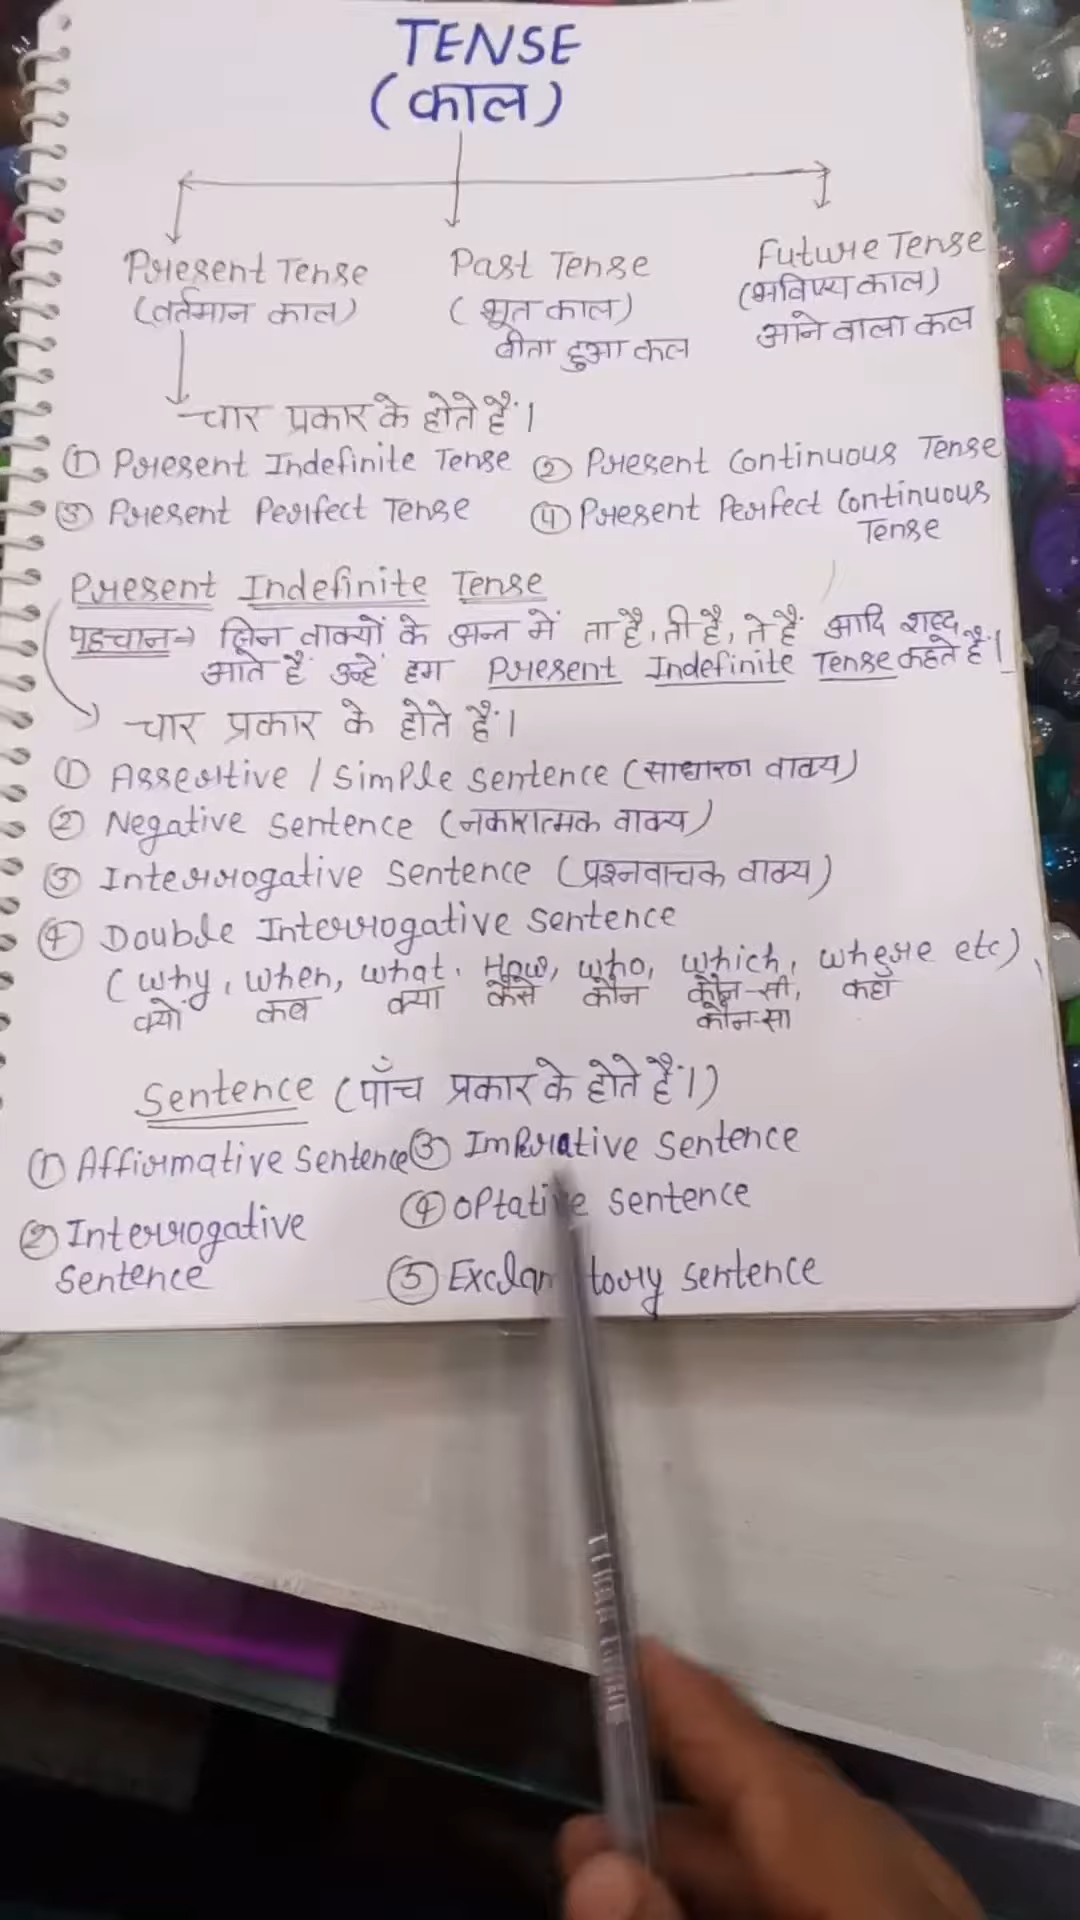 TENSE
(काल)
Present Tense Past Tense Future Tense
(वर्तमान काल) (भूत काल) (भविष्य काल)
बीता हुआ कल आने वाला कल
चार प्रकार के होते हैं।
① Present Indefinite Tense ② Present Continuous Tense
③ Present Perfect Tense ④ Present Perfect Continuous
Tense
Present Indefinite Tense
पहचान→ जिन वाक्यों के अन्त में ता है, ती है, ते हैं आदि शब्द
आते हैं उन्हें हम Present Indefinite Tense कहते हैं।
चार प्रकार के होते हैं।
① Assertive / Simple sentence (साधारण वाक्य)
② Negative Sentence (नकारात्मक वाक्य)
③ Interrogative Sentence (प्रश्नवाचक वाक्य)
④ Double Interrogative Sentence
(why, when, what, How, who, which, where etc)
क्यों कब क्या कैसे कौन कौन-सी, कहाँ
कौन-सा
Sentence (पाँच प्रकार के होते हैं।)
① Affirmative Sentence ③ Imprative Sentence
② Interrogative ④ Optative Sentence
Sentence ⑤ sentence